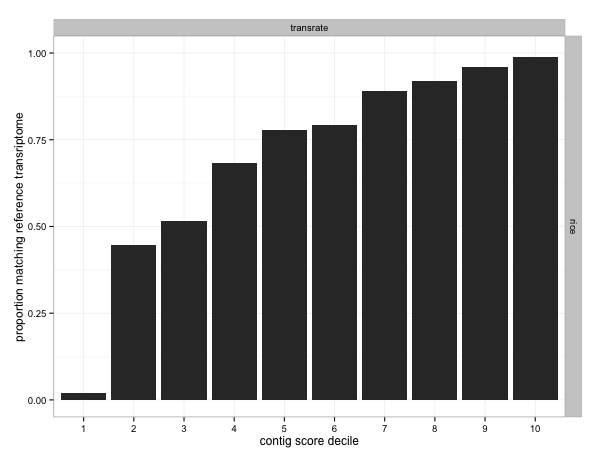 transrate
proportion matching reference transriptome
1.00
0.75
0.50
0.25
0.00
rice
1 2 3 4 5 6 7 8 9 10
contig score decile